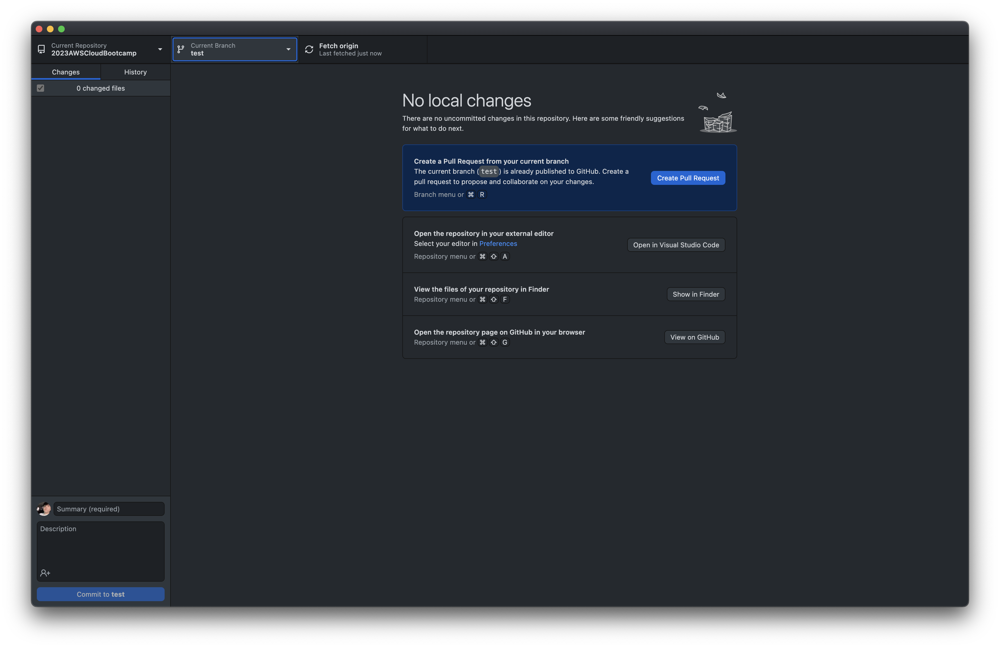 Current Repository
2023AWSCloudBootcamp
Current Branch
test
Fetch origin
Last fetched just now
Changes
History
0 changed files
No local changes
There are no uncommitted changes in this repository. Here are some friendly suggestions
for what to do next.
Create a Pull Request from your current branch
The current branch (test) is already published to GitHub. Create a
pull request to propose and collaborate on your changes.
Branch menu or ⌘ R
Create Pull Request
Open the repository in your external editor
Select your editor in Preferences
Repository menu or ⌘ ⇧ A
Open in Visual Studio Code
View the files of your repository in Finder
Repository menu or ⌘ ⇧ F
Show in Finder
Open the repository page on GitHub in your browser
Repository menu or ⌘ ⇧ G
View on GitHub
Summary (required)
Description
Commit to test